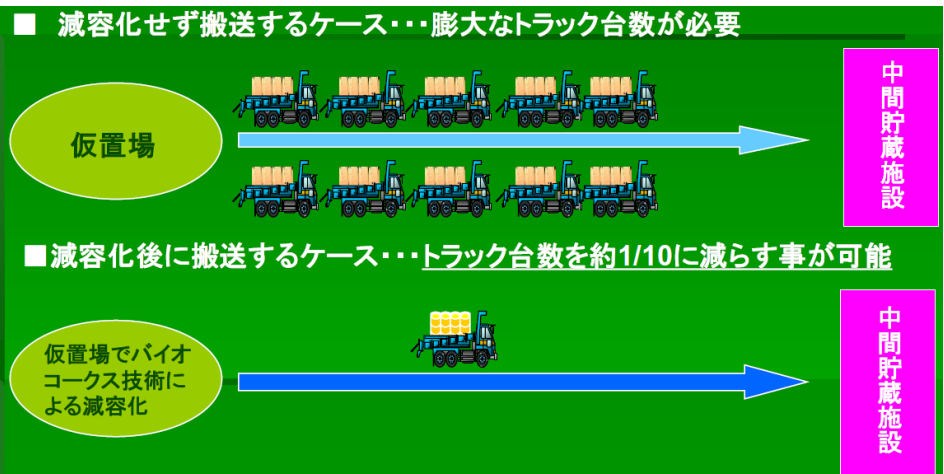 ■ 減容化せず搬送するケース・・・膨大なトラック台数が必要
仮置場
中間貯蔵施設
■減容化後に搬送するケース・・・トラック台数を約1/10に減らす事が可能
仮置場でバイオ
コークス技術に
よる減容化
中間貯蔵施設